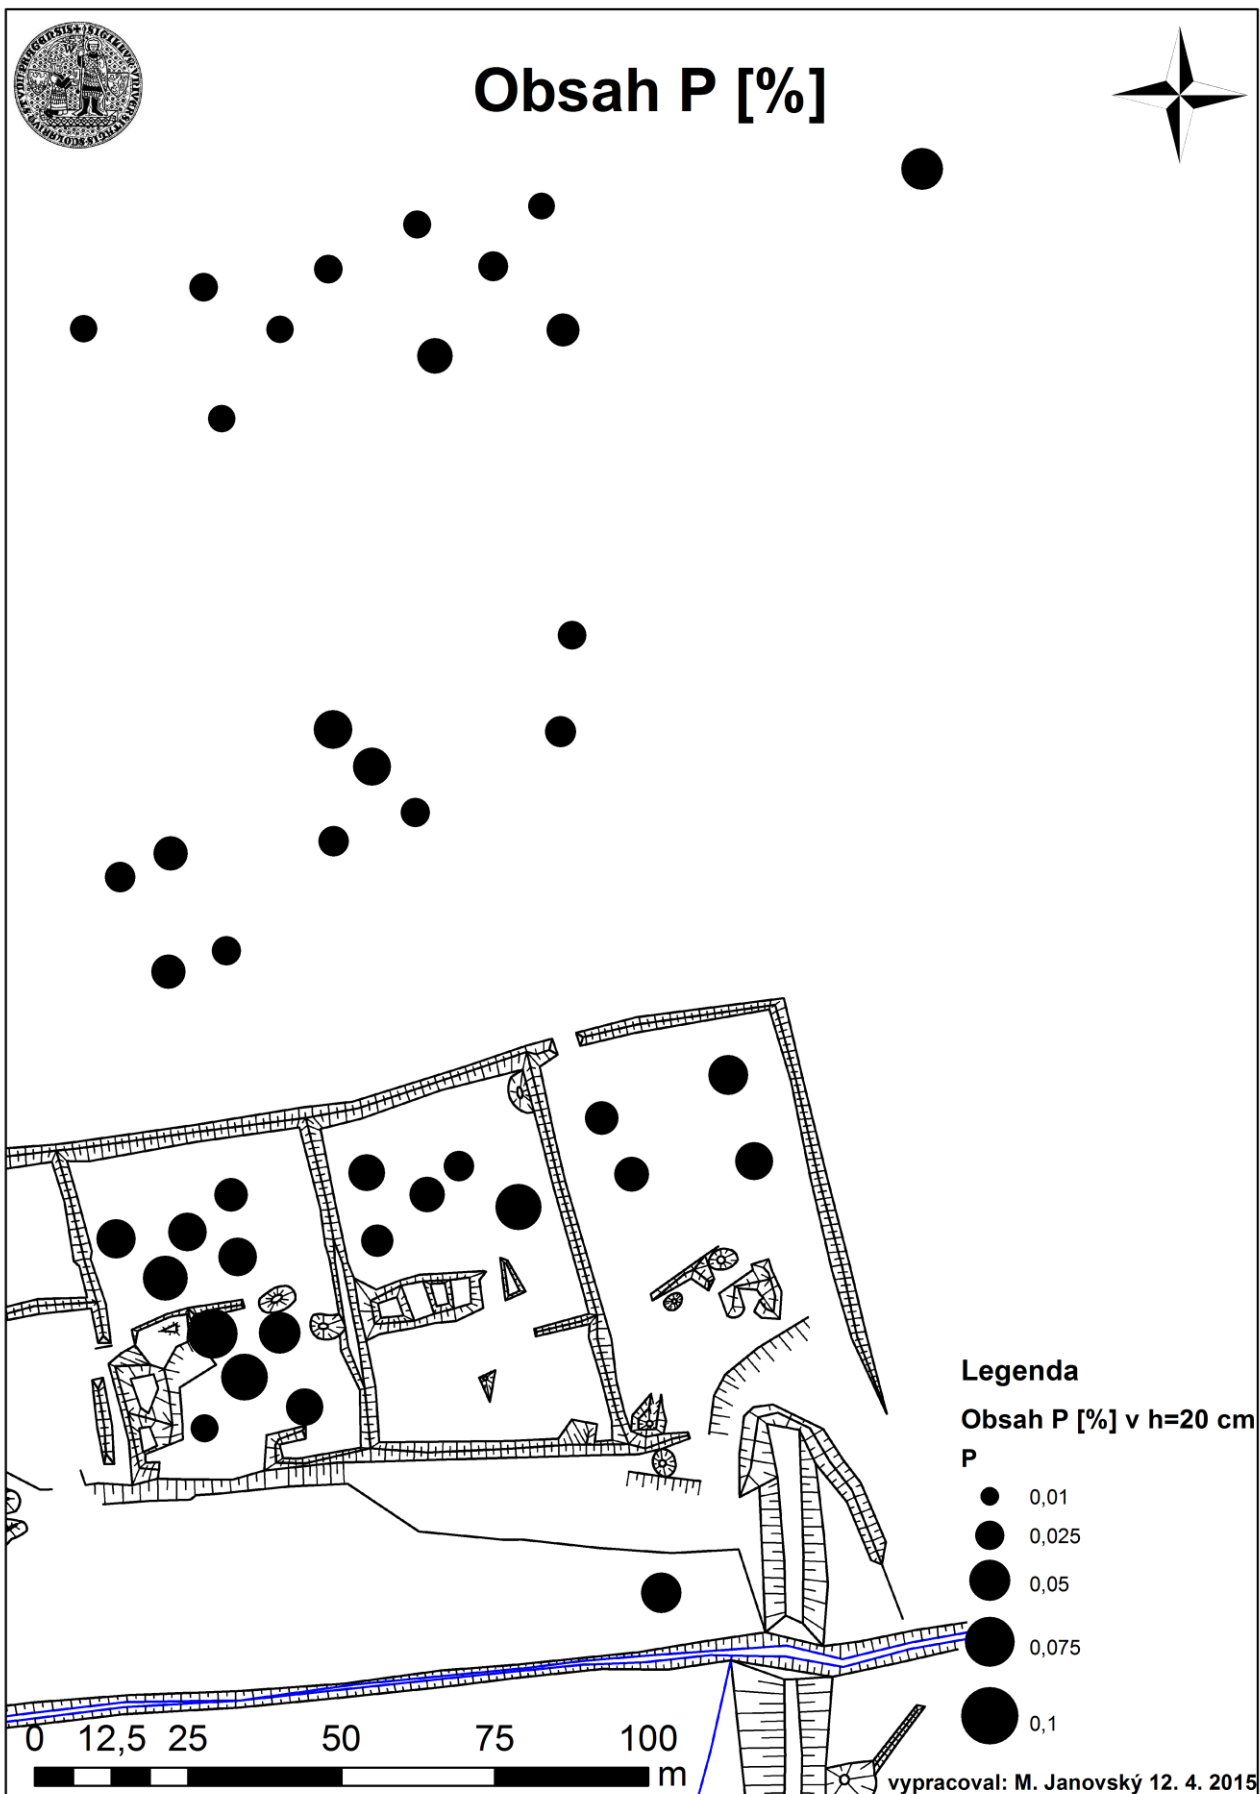 Obsah P [%]
Legenda
Obsah P [%] v h=20 cm
P
0,01
0,025
0,05
0,075
0,1
0 12,5 25 50 75 100
m
vypracoval: M. Janovský 12. 4. 2015